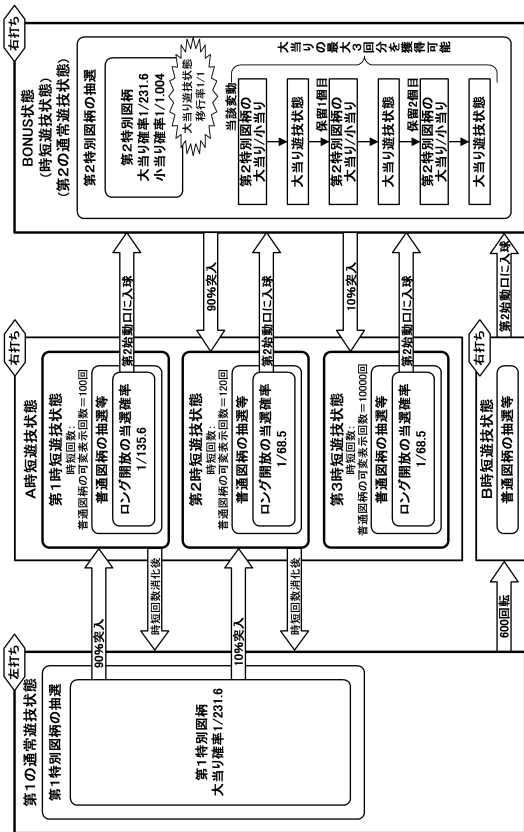 左打ち
第1の通常遊技状態
第1特別図柄の抽選
第1特別図柄
大当り確率1/231.6
90%突入
時短回数消化後
10%突入
時短回数消化後
600回転
右打ち
A時短遊技状態
第1時短遊技状態
時短回数:
普通図柄の可変表示回数=100回
普通図柄の抽選等
ロング開放の当選確率
1/135.6
第2時短遊技状態
時短回数:
普通図柄の可変表示回数=120回
普通図柄の抽選等
ロング開放の当選確率
1/68.5
第3時短遊技状態
時短回数:
普通図柄の可変表示回数=10000回
普通図柄の抽選等
ロング開放の当選確率
1/68.5
右打ち
B時短遊技状態
普通図柄の抽選等
第2始動口に入球
90%突入
第2始動口に入球
10%突入
第2始動口に入球
第2始動口に入球
右打ち
BONUS状態
(時短遊技状態)
(第2の通常遊技状態)
第2特別図柄の抽選
第2特別図柄
大当り確率1/231.6
小当り確率1/1.004
大当り遊技状態
移行率1/1
大当りの最大3回分を獲得可能
当該変動
第2特別図柄の
大当り/小当り
大当り遊技状態
保留1個目
第2特別図柄の
大当り/小当り
大当り遊技状態
保留2個目
第2特別図柄の
大当り/小当り
大当り遊技状態